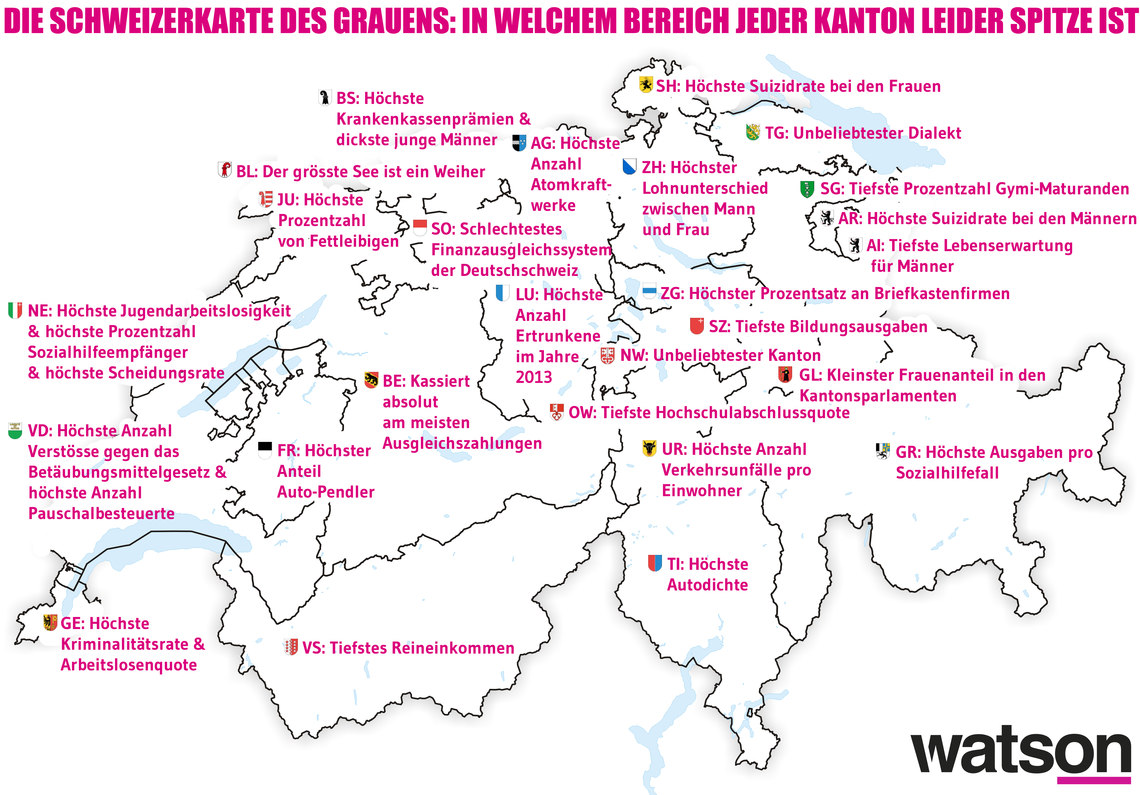 DIE SCHWEIZERKARTE DES GRAUENS: IN WELCHEM BEREICH JEDER KANTON LEIDER SPITZE IST
SH: Höchste Suizidrate bei den Frauen
BS: Höchste
Krankenkassenprämien &
dickste junge Männer
TG: Unbeliebtester Dialekt
AG: Höchste
Anzahl
Atomkraft-
werke
ZH: Höchster
Lohnunterschied
zwischen Mann
und Frau
BL: Der grösste See ist ein Weiher
SG: Tiefste Prozentzahl Gymi-Maturanden
JU: Höchste
Prozentzahl
von Fettleibigen
AR: Höchste Suizidrate bei den Männern
SO: Schlechtestes
Finanzausgleichssystem
der Deutschschweiz
AI: Tiefste Lebenserwartung
für Männer
LU: Höchste
Anzahl
Ertrunkene
im Jahre
2013
ZG: Höchster Prozentsatz an Briefkastenfirmen
NE: Höchste Jugendarbeitslosigkeit
& höchste Prozentzahl
Sozialhilfeempfänger
& höchste Scheidungsrate
SZ: Tiefste Bildungsausgaben
NW: Unbeliebtester Kanton
GL: Kleinster Frauenanteil in den
Kantonsparlamenten
BE: Kassiert
absolut
am meisten
Ausgleichszahlungen
OW: Tiefste Hochschulabschlussquote
VD: Höchste Anzahl
Verstösse gegen das
Betäubungsmittelgesetz &
höchste Anzahl
Pauschalbesteuerte
FR: Höchster
Anteil
Auto-Pendler
UR: Höchste Anzahl
Verkehrsunfälle pro
Einwohner
GR: Höchste Ausgaben pro
Sozialhilfefall
TI: Höchste
Autodichte
GE: Höchste
Kriminalitätsrate &
Arbeitslosenquote
VS: Tiefstes Reineinkommen
watson